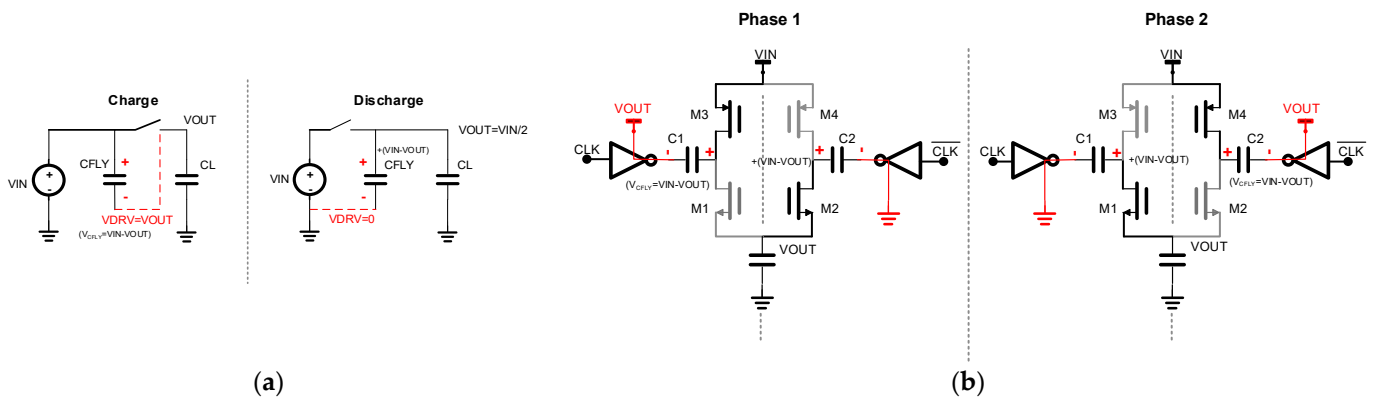 Phase 1
Phase 2
VIN
VIN
Charge
Discharge
M3
M4
M3
M4
VOUT
VOUT
VOUT
VOUT=VIN/2
C1
C2
C1
C2
+
-
CLK
CLK
CLK
CLK
+(VIN-VOUT)
CFLY
+
CL
CFLY
+
CL
- +
+ -
- +
+ -
+(VIN-VOUT)
+(VIN-VOUT)
VIN
+
-
VIN
+
-
(VCFLY=VIN-VOUT)
(VCFLY=VIN-VOUT)
-
-
M1
M2
M1
M2
VDRV=VOUT
VDRV=0
(VCFLY=VIN-VOUT)
VOUT
VOUT
(a)
(b)